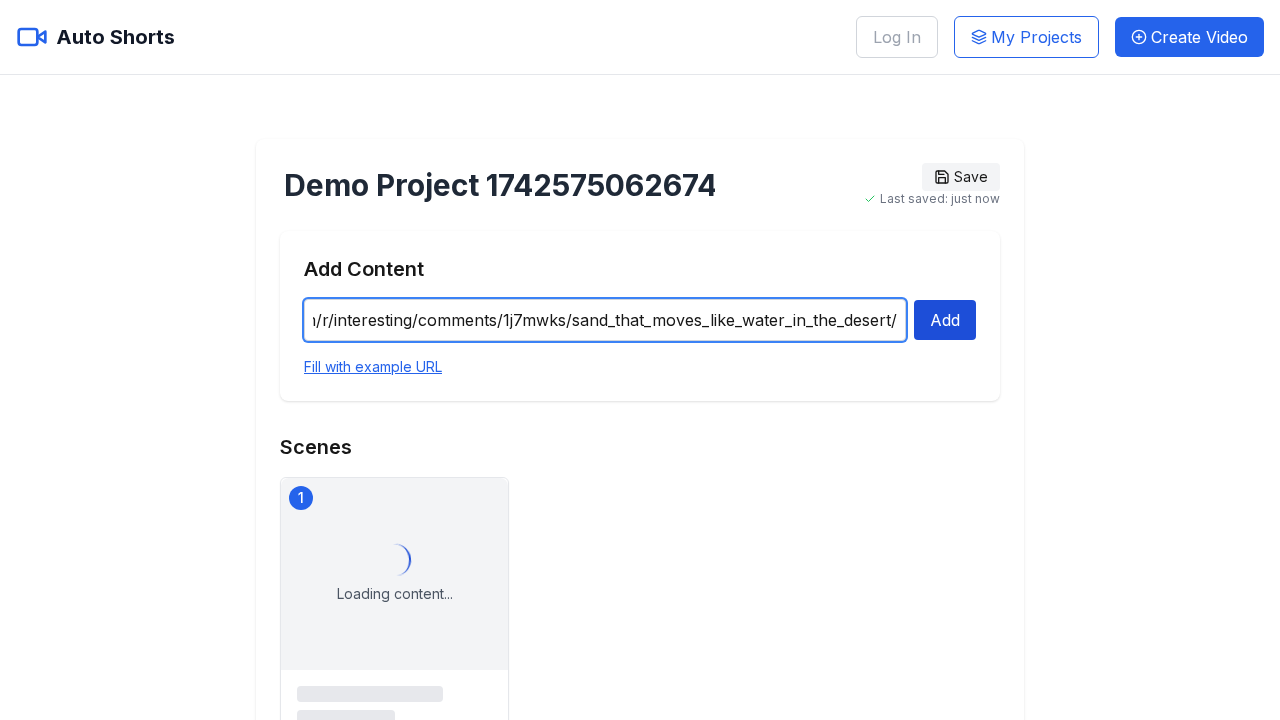 Auto Shorts
Log In
My Projects
Create Video
Demo Project 1742575062674
Save
Last saved: just now
Add Content
/r/interesting/comments/1j7mwks/sand_that_moves_like_water_in_the_desert/
Add
Fill with example URL
Scenes
1
Loading content...